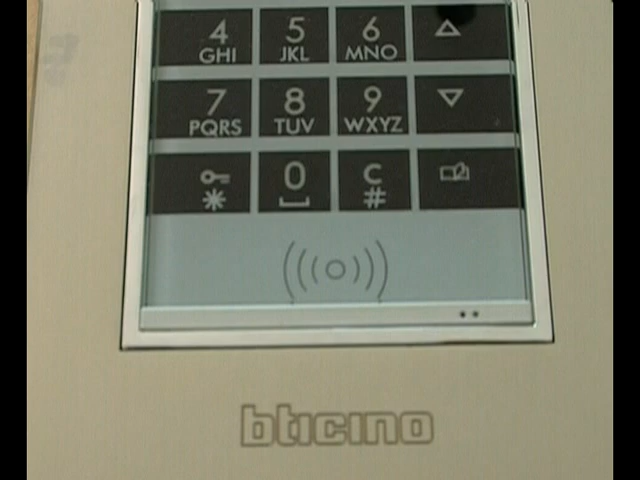 4 5 6
GHI JKL MNO
7 8 9
PQRS TUV WXYZ
0 C
* #
bticino